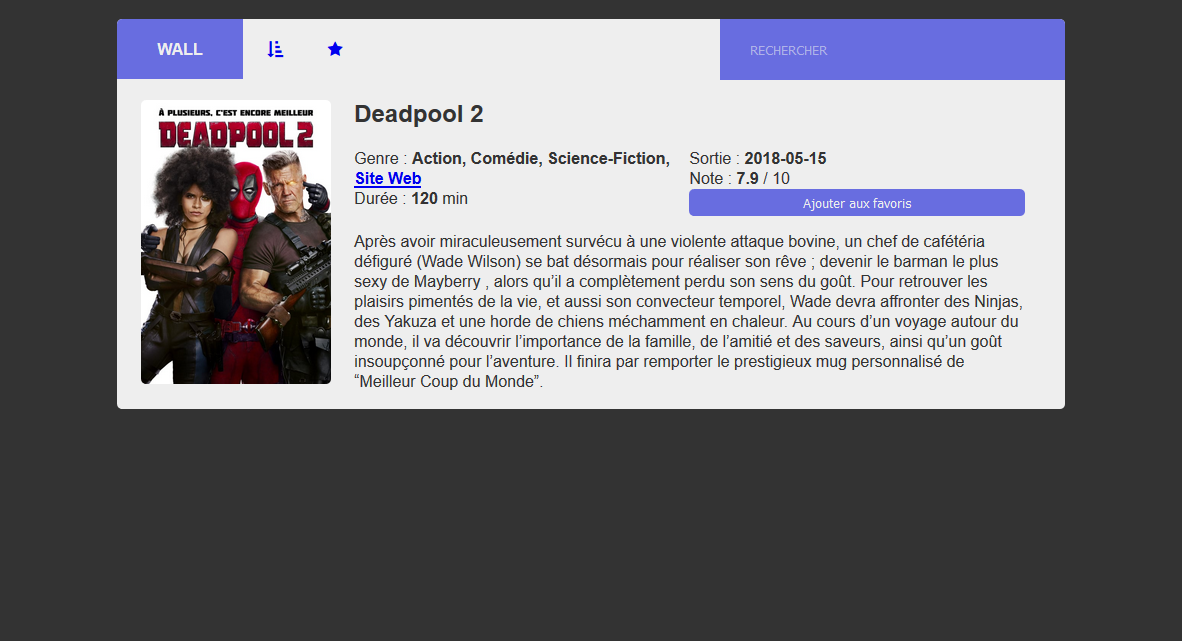 WALL
RECHERCHER
À PLUSIEURS, C'EST ENCORE MEILLEUR
DEADPOOL 2
Deadpool 2
Genre : Action, Comédie, Science-Fiction,
Site Web
Durée : 120 min
Sortie : 2018-05-15
Note : 7.9 / 10
Ajouter aux favoris
Après avoir miraculeusement survécu à une violente attaque bovine, un chef de cafétéria
défiguré (Wade Wilson) se bat désormais pour réaliser son rêve ; devenir le barman le plus
sexy de Mayberry , alors qu’il a complètement perdu son sens du goût. Pour retrouver les
plaisirs pimentés de la vie, et aussi son convecteur temporel, Wade devra affronter des Ninjas,
des Yakuza et une horde de chiens méchamment en chaleur. Au cours d’un voyage autour du
monde, il va découvrir l’importance de la famille, de l’amitié et des saveurs, ainsi qu’un goût
insoupçonné pour l’aventure. Il finira par remporter le prestigieux mug personnalisé de
“Meilleur Coup du Monde”.